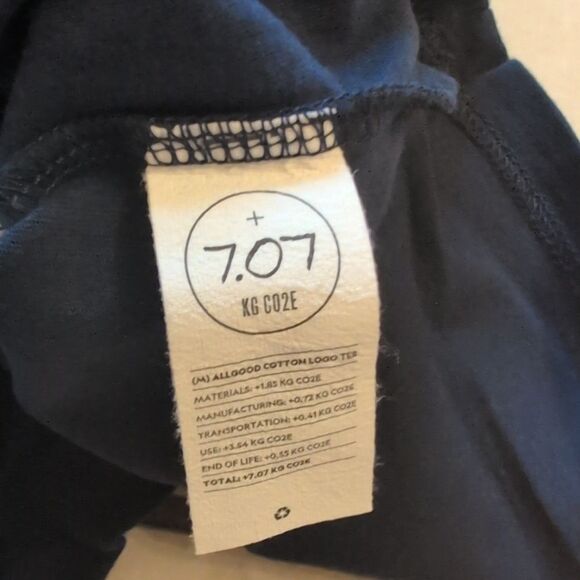 +
7.07
KG CO2E
(M) ALLGOOD COTTOM LOGO TEE
MATERIALS: +1.85 KG CO2E
MANUFACTURING: +0.72 KG CO2E
TRANSPORTATION: +0.41 KG CO2E
USE: +3.54 KG CO2E
END OF LIFE: +0.55 KG CO2E
TOTAL: +7.07 KG CO2E